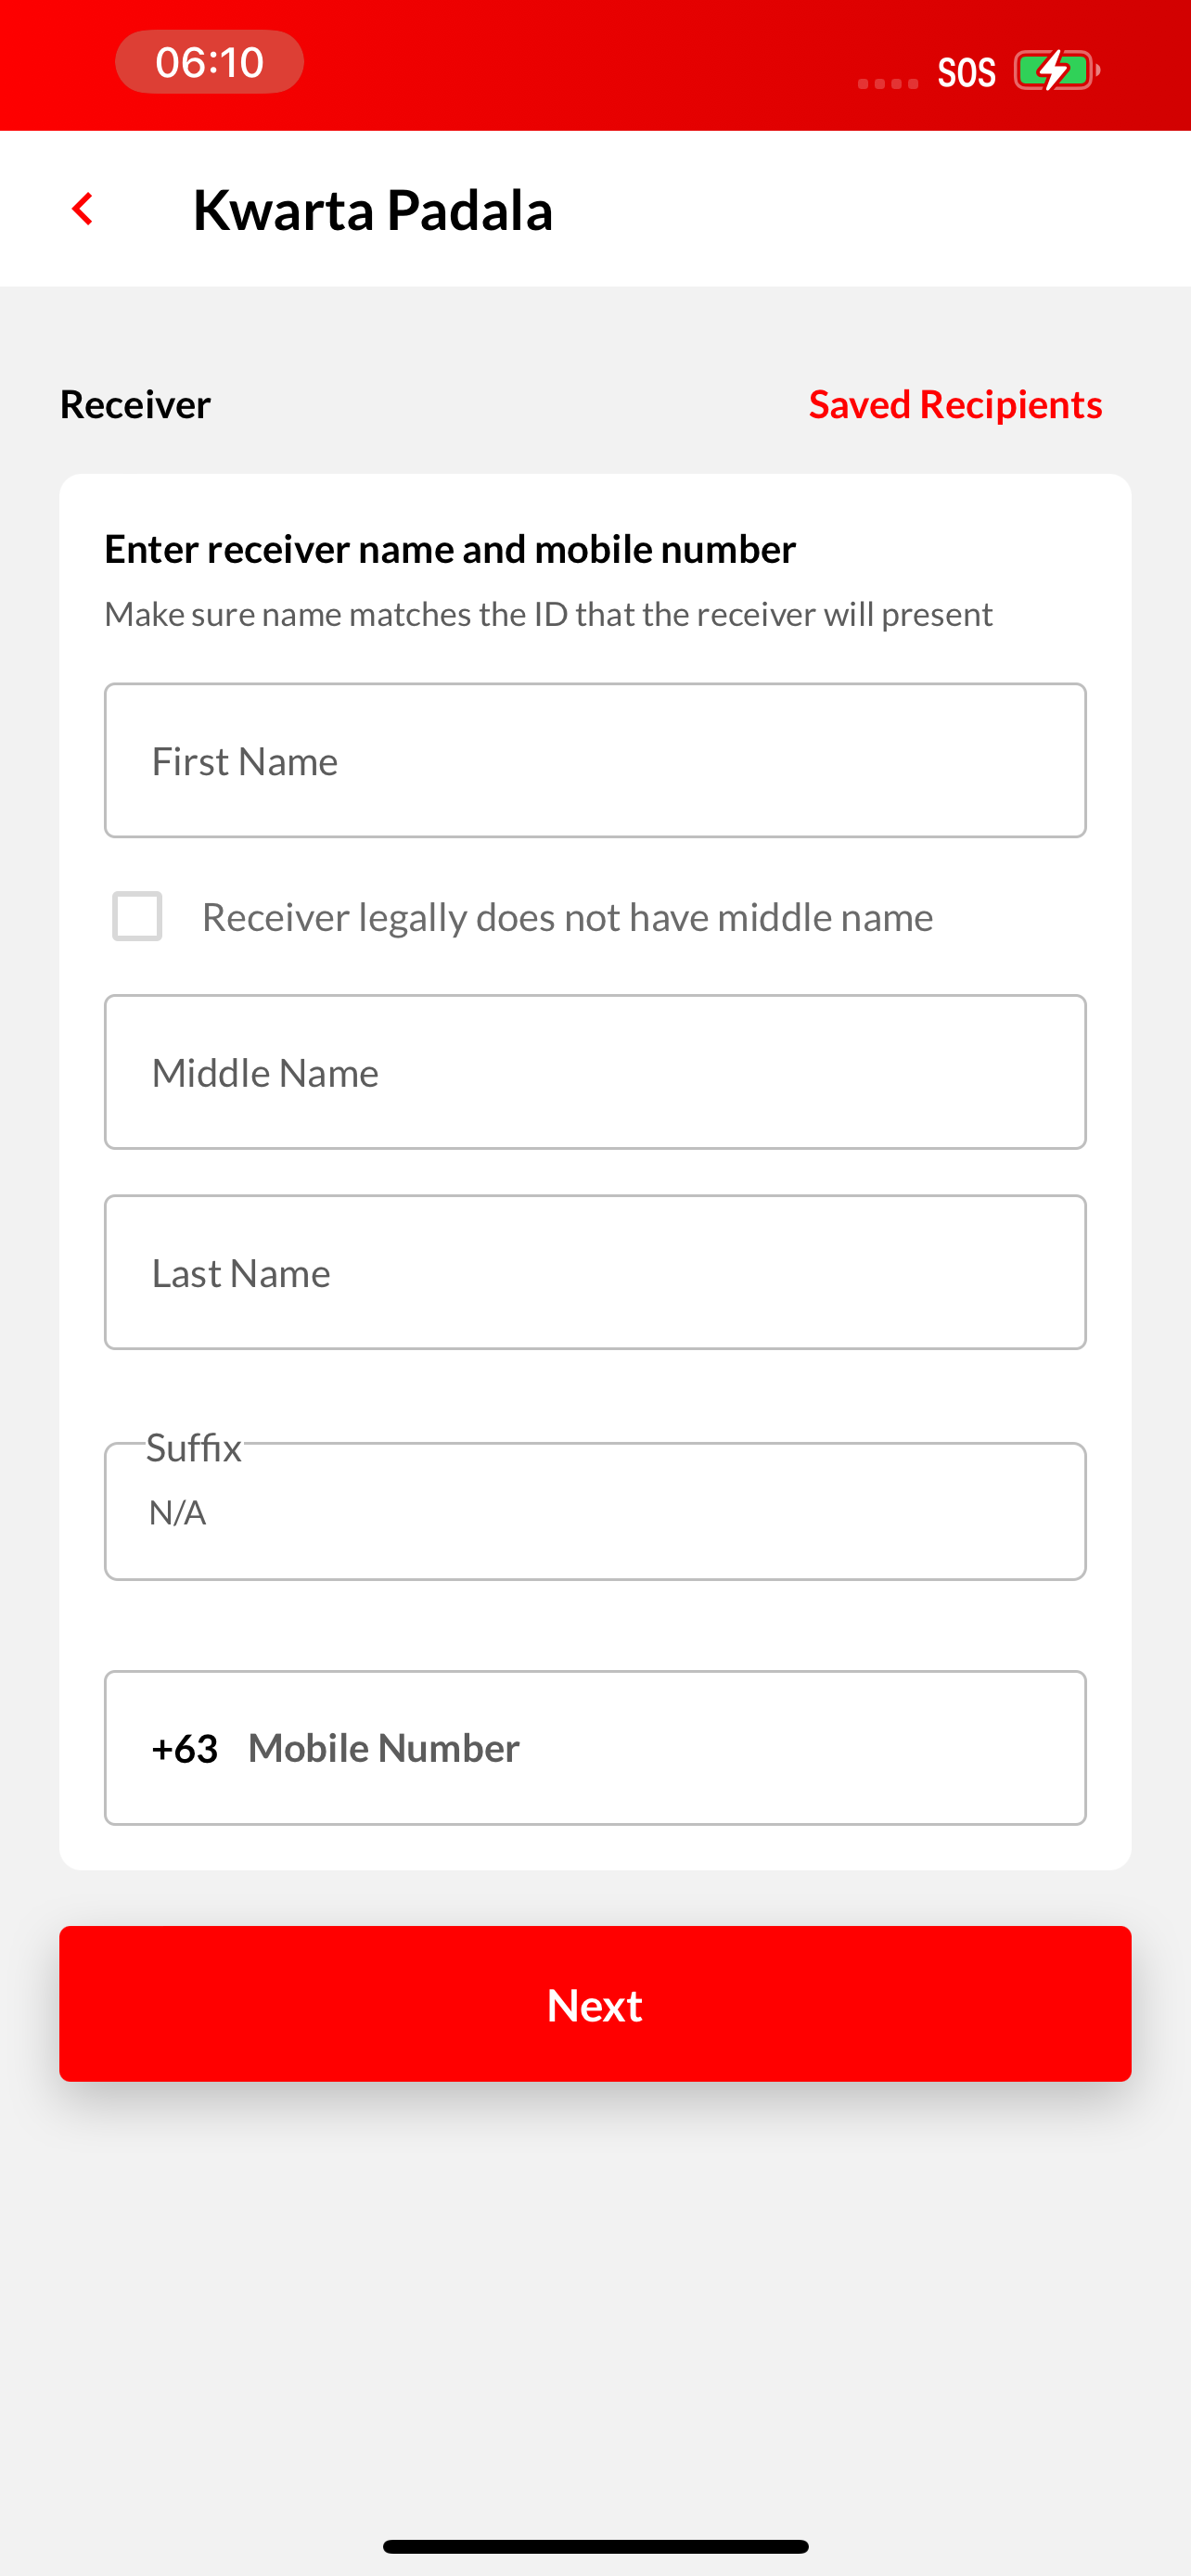 06:10
SOS
Kwarta Padala
Receiver
Saved Recipients
Enter receiver name and mobile number
Make sure name matches the ID that the receiver will present
First Name
Receiver legally does not have middle name
Middle Name
Last Name
Suffix
N/A
+63 Mobile Number
Next